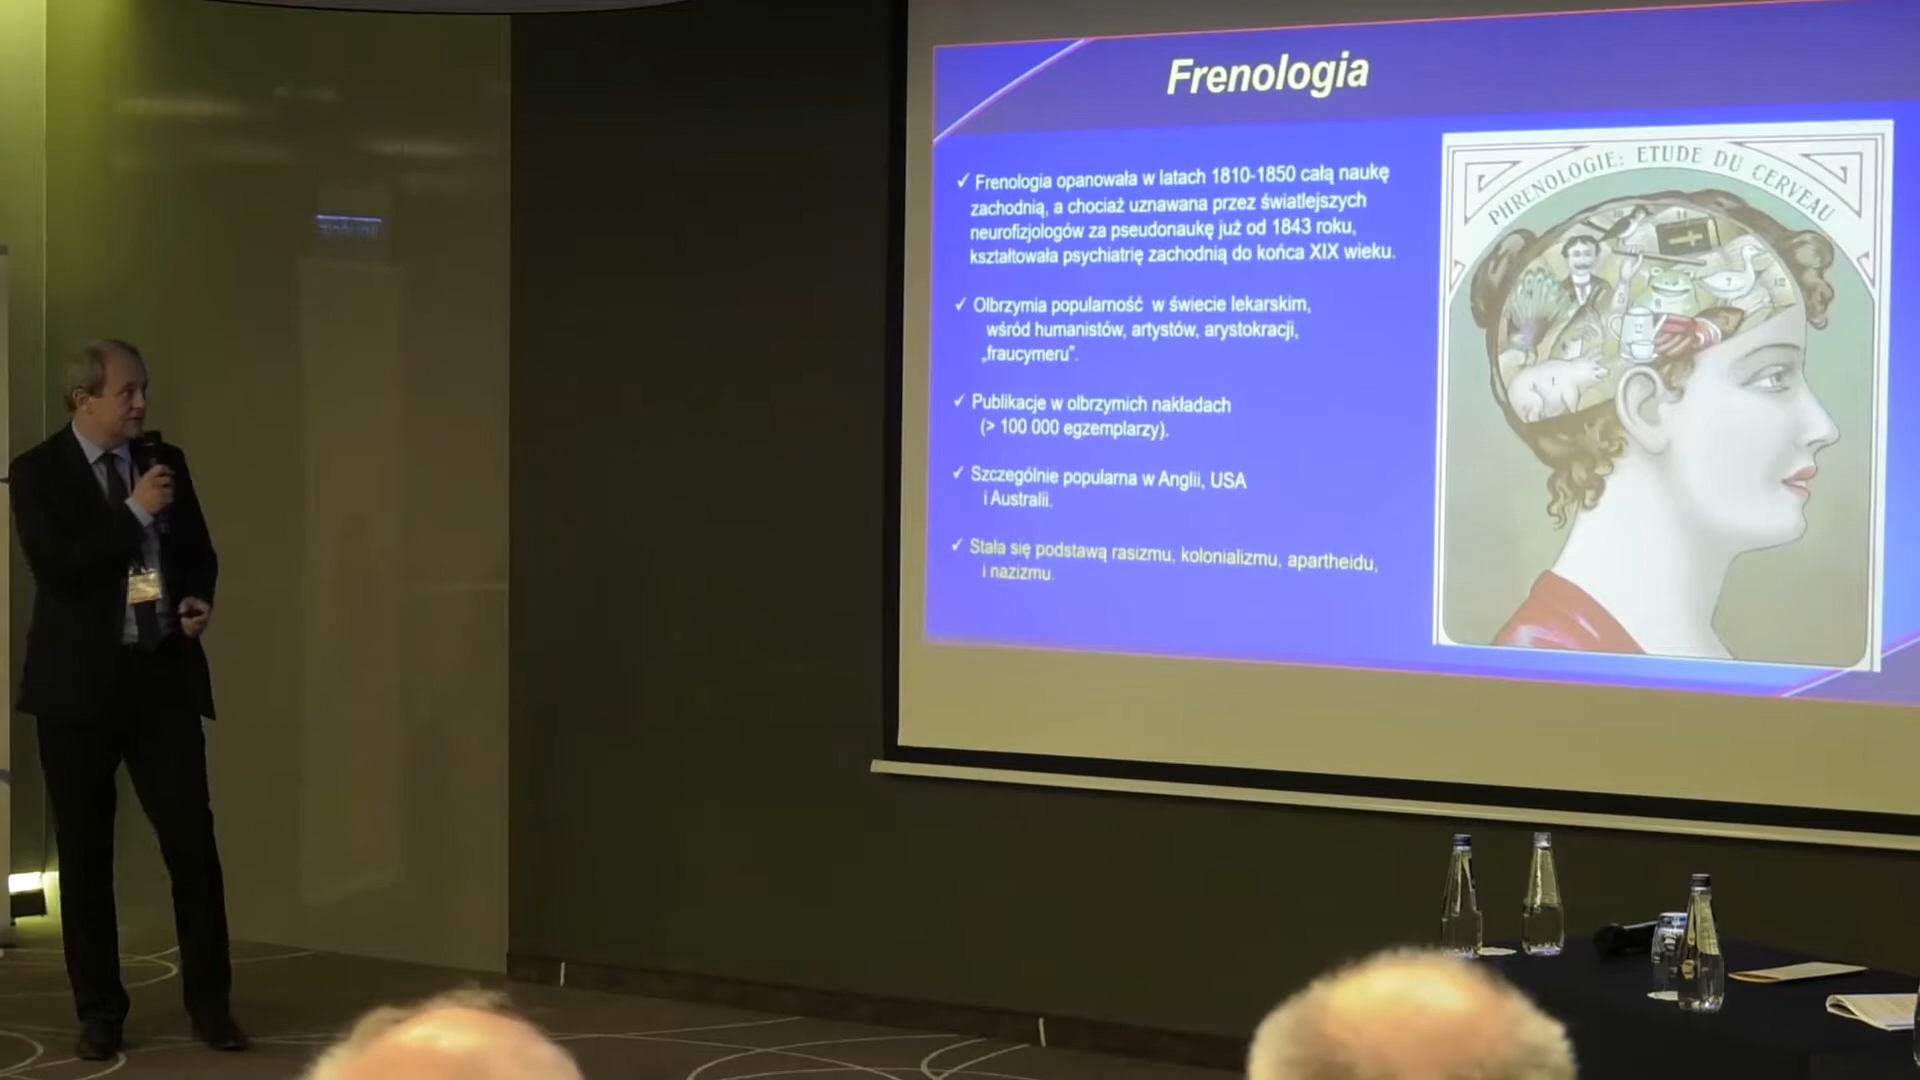 Frenologia
✓ Frenologia opanowała w latach 1810-1850 całą naukę
zachodnią, a chociaż uznawana przez światlejszych
neurofizjologów za pseudonaukę już od 1843 roku,
kształtowała psychiatrię zachodnią do końca XIX wieku.
✓ Olbrzymia popularność w świecie lekarskim,
wśród humanistów, artystów, arystokracji,
„fraucymeru”.
✓ Publikacje w olbrzymich nakładach
(> 100 000 egzemplarzy).
✓ Szczególnie popularna w Anglii, USA
i Australii.
✓ Stała się podstawą rasizmu, kolonializmu, apartheidu,
i nazizmu.
PHRENOLOGIE: ETUDE DU CERVEAU